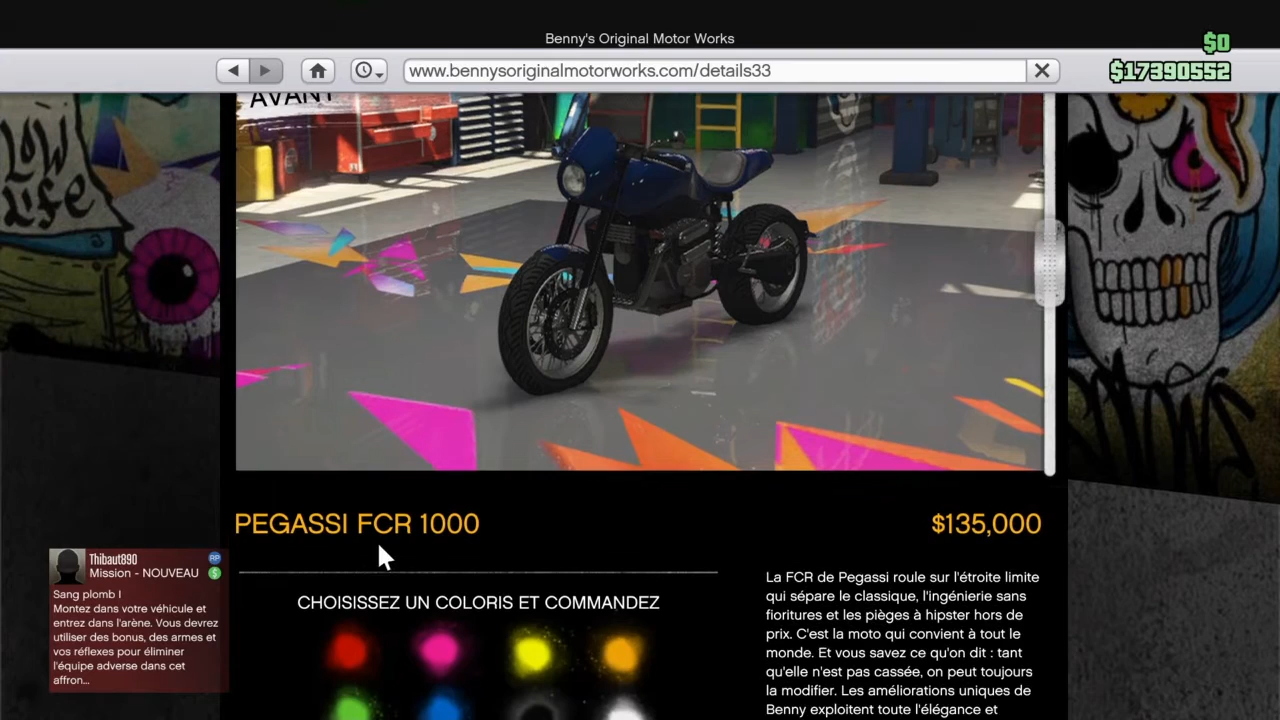 Benny's Original Motor Works
$0
www.bennysoriginalmotorworks.com/details33
$17390552
AVANT
LOW
Life
PEGASSI FCR 1000
$135,000
Thibaut890
RP
Mission - NOUVEAU
$
Sang plomb I
Montez dans votre véhicule et
entrez dans l'arène. Vous devrez
utiliser des bonus, des armes et
vos réflexes pour éliminer
l'équipe adverse dans cet
affron...
CHOISISSEZ UN COLORIS ET COMMANDEZ
La FCR de Pegassi roule sur l'étroite limite
qui sépare le classique, l'ingénierie sans
fioritures et les pièges à hipster hors de
prix. C'est la moto qui convient à tout le
monde. Et vous savez ce qu'on dit : tant
qu'elle n'est pas cassée, on peut toujours
la modifier. Les améliorations uniques de
Benny exploitent toute l'élégance et